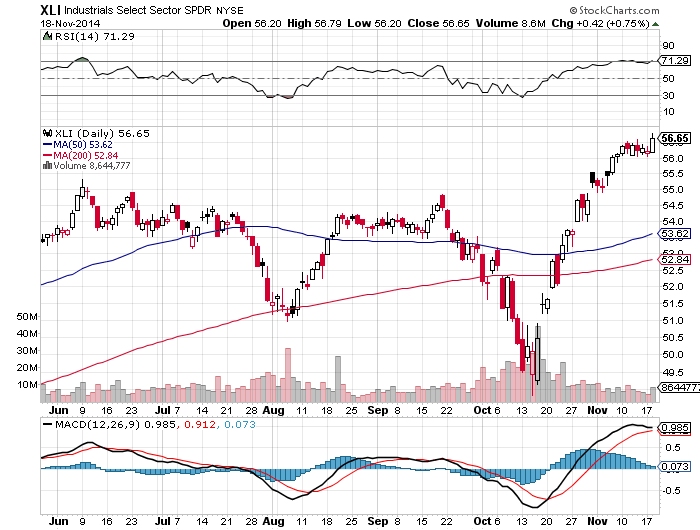 XLI Industrials Select Sector SPDR NYSE © StockCharts.com
18-Nov-2014 Open 56.20 High 56.79 Low 56.20 Close 56.65 Volume 8.6M Chg +0.42 (+0.75%)
RSI(14) 71.29
90
71.29
50
30
10
XLI (Daily) 56.65
MA(50) 53.62
MA(200) 52.84
Volume 8,644,777
56.65
56.0
55.5
55.0
54.5
54.0
53.62
52.84
52.5
52.0
51.5
51.0
50.5
50.0
49.5
8644777
50M
40M
30M
20M
10M
Jun 9 16 23 Jul 7 14 21 28 Aug 11 18 25 Sep 8 15 22 Oct 6 13 20 27 Nov 10 17
MACD(12,26,9) 0.985, 0.912, 0.073
0.985
0.5
0.073
-0.5
Jun 9 16 23 Jul 7 14 21 28 Aug 11 18 25 Sep 8 15 22 Oct 6 13 20 27 Nov 10 17